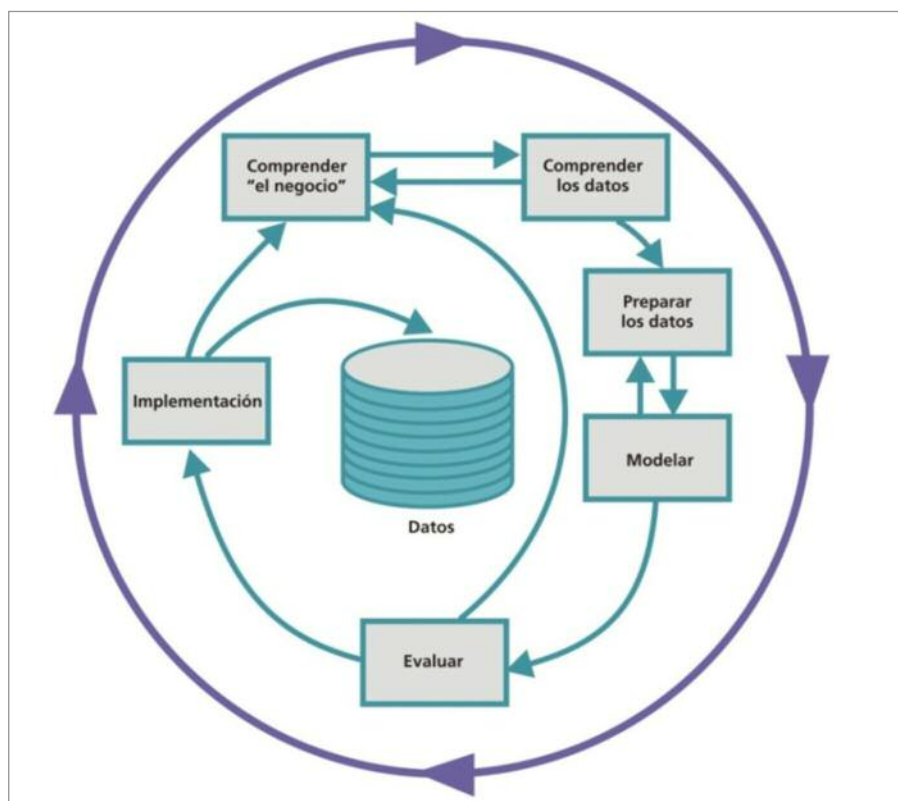 Comprender
"el negocio"
Comprender
los datos
Preparar
los datos
Implementación
Modelar
Datos
Evaluar